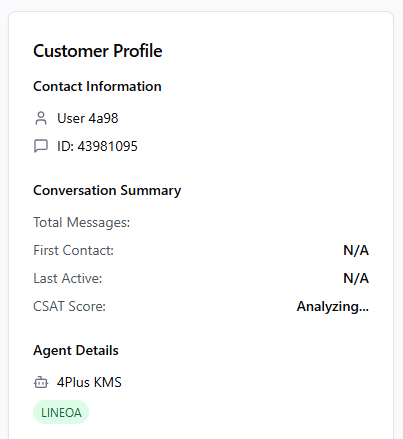 Customer Profile
Contact Information
User 4a98
ID: 43981095
Conversation Summary
Total Messages:
First Contact: N/A
Last Active: N/A
CSAT Score: Analyzing...
Agent Details
4Plus KMS
LINEOA